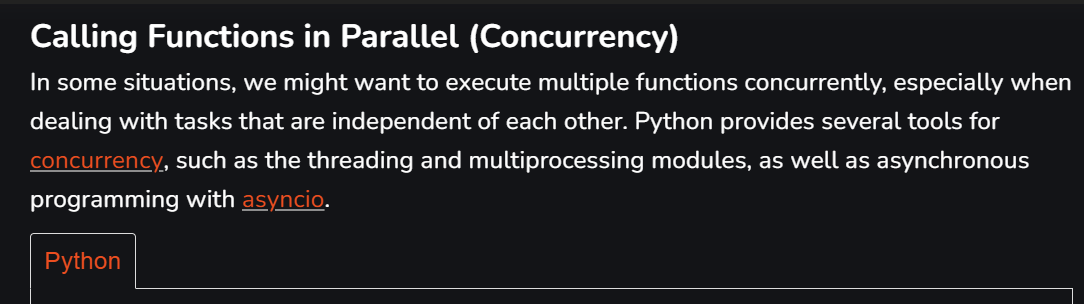 Calling Functions in Parallel (Concurrency)
In some situations, we might want to execute multiple functions concurrently, especially when
dealing with tasks that are independent of each other. Python provides several tools for
concurrency, such as the threading and multiprocessing modules, as well as asynchronous
programming with asyncio.
Python